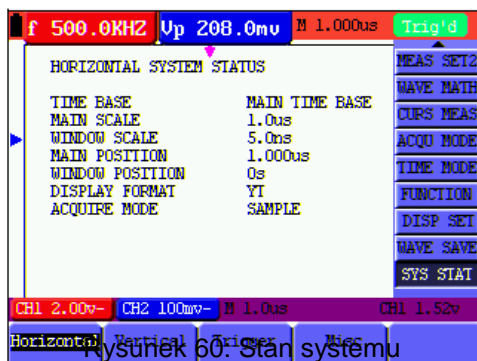 f 500.0KHZ Vp 208.0mv M 1.000us Trig'd
HORIZONTAL SYSTEM STATUS
TIME BASE MAIN TIME BASE
MAIN SCALE 1.0us
WINDOW SCALE 5.0ns
MAIN POSITION 1.000us
WINDOW POSITION 0s
DISPLAY FORMAT YT
ACQUIRE MODE SAMPLE
MEAS SET2
WAVE MATH
CURS MEAS
ACQU MODE
TIME MODE
FUNCTION
DISP SET
WAVE SAVE
SYS STAT
CH1 2.00v- CH2 100mv- M 1.0us CH1 1.52v
Horizontal Vertical Trigger Misc
Rysunek 60: Stan systemu